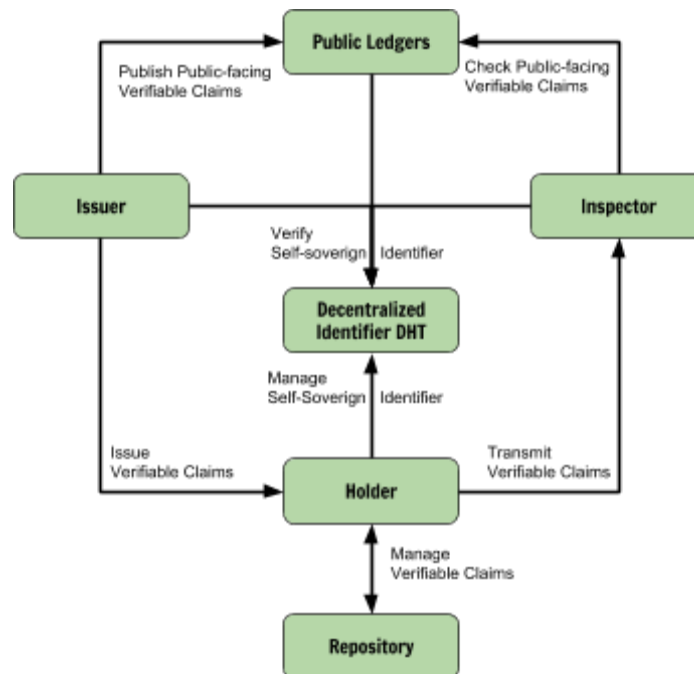 Public Ledgers
Publish Public-facing
Verifiable Claims
Check Public-facing
Verifiable Claims
Issuer
Inspector
Verify
Self-soverign Identifier
Decentralized
Identifier DHT
Manage
Self-Soverign Identifier
Issue
Verifiable Claims
Transmit
Verifiable Claims
Holder
Manage
Verifiable Claims
Repository